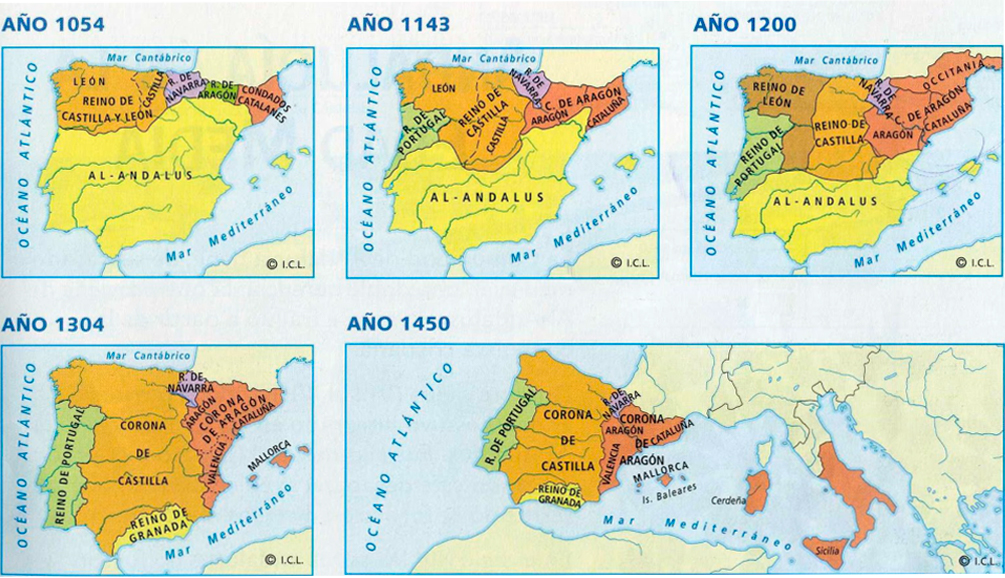 AÑO 1054
Mar Cantábrico
OCÉANO ATLÁNTICO
LEÓN
REINO DE
CASTILLA Y LEÓN
CASTILLA
R. DE
NAVARRA
R. DE
ARAGÓN
CONDADOS
CATALANES
AL-ANDALUS
Mar Mediterráneo
© I.C.L.
AÑO 1143
Mar Cantábrico
OCÉANO ATLÁNTICO
LEÓN
REINO DE
CASTILLA
CASTILLA
R. DE
NAVARRA
R. DE
PORTUGAL
C. DE ARAGÓN
ARAGÓN
CATALUÑA
AL-ANDALUS
Mar Mediterráneo
© I.C.L.
AÑO 1200
Mar Cantábrico
OCÉANO ATLÁNTICO
REINO DE
LEÓN
REINO DE
PORTUGAL
REINO DE
CASTILLA
R. DE
NAVARRA
OCCITANIA
C. DE ARAGÓN-
CATALUÑA
ARAGÓN
AL-ANDALUS
Mar Mediterráneo
© I.C.L.
AÑO 1304
Mar Cantábrico
OCÉANO ATLÁNTICO
R. DE
NAVARRA
REINO DE PORTUGAL
CORONA
DE
CASTILLA
ARAGÓN
CORONA
DE ARAGÓN
CATALUÑA
VALENCIA
MALLORCA
REINO DE
GRANADA
Mar Mediterráneo
© I.C.L.
AÑO 1450
OCÉANO ATLÁNTICO
R. DE PORTUGAL
CORONA
DE
CASTILLA
R. DE
NAVARRA
CORONA
ARAGÓN
DE CATALUÑA
VALENCIA
ARAGÓN
MALLORCA
Is. Baleares
REINO DE
GRANADA
Cerdeña
Mar Mediterráneo
Sicilia
© I.C.L.